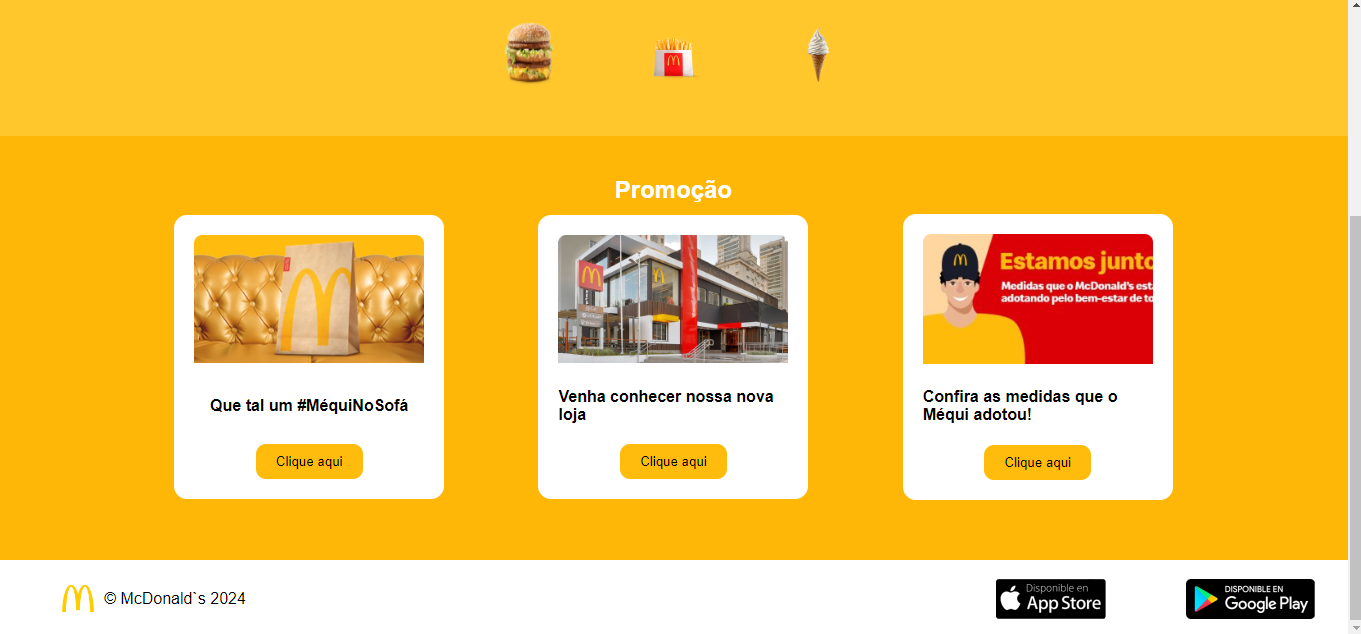 Promoção
Estamos junto
Medidas que o McDonald's est
adotando pelo bem-estar de to
Que tal um #MéquiNoSofá
Venha conhecer nossa nova
loja
Confira as medidas que o
Méqui adotou!
Clique aqui
Clique aqui
Clique aqui
© McDonald`s 2024
Disponible en
App Store
DISPONIBLE EN
Google Play